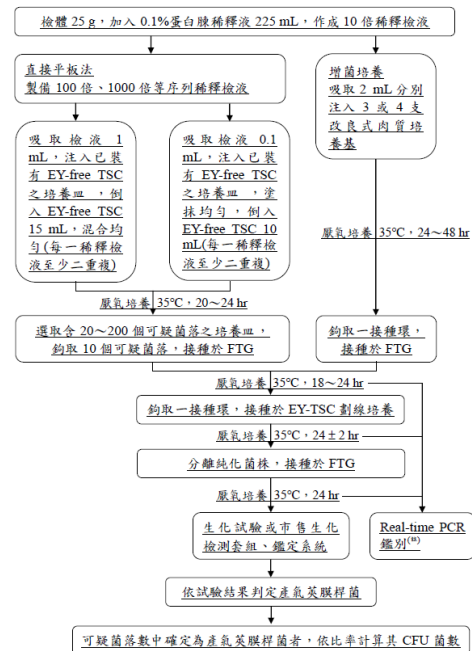 檢體 25 g，加入 0.1%蛋白腖稀釋液 225 mL，作成 10 倍稀釋檢液
直接平板法
製備 100 倍、1000 倍等序列稀釋檢液
增菌培養
吸取 2 mL 分別
注入 3 或 4 支
改良式肉質培
養基
吸取檢液 1
mL，注入已裝
有 EY-free TSC
之培養皿，倒
入 EY-free TSC
15 mL，混合均
勻(每一稀釋檢
液至少二重複)
吸取檢液 0.1
mL，注入已裝
有 EY-free TSC
之培養皿，塗
抹均勻，倒入
EY-free TSC 10
mL(每一稀釋檢
液至少二重複)
厭氧培養 35℃，24～48 hr
厭氧培養 35℃，20～24 hr
選取含 20～200 個可疑菌落之培養皿，
鉤取 10 個可疑菌落，接種於 FTG
鉤取一接種環，
接種於 FTG
厭氧培養 35℃，18～24 hr
鉤取一接種環，接種於 EY-TSC 劃線培養
厭氧培養 35℃，24 ± 2 hr
分離純化菌株，接種於 FTG
厭氧培養 35℃，24 hr
生化試驗或市售生化
檢測套組、鑑定系統
Real-time PCR
鑑別
依試驗結果判定產氣莢膜桿菌
可疑菌落數中確定為產氣莢膜桿菌者，依比率計算其 CFU 菌數